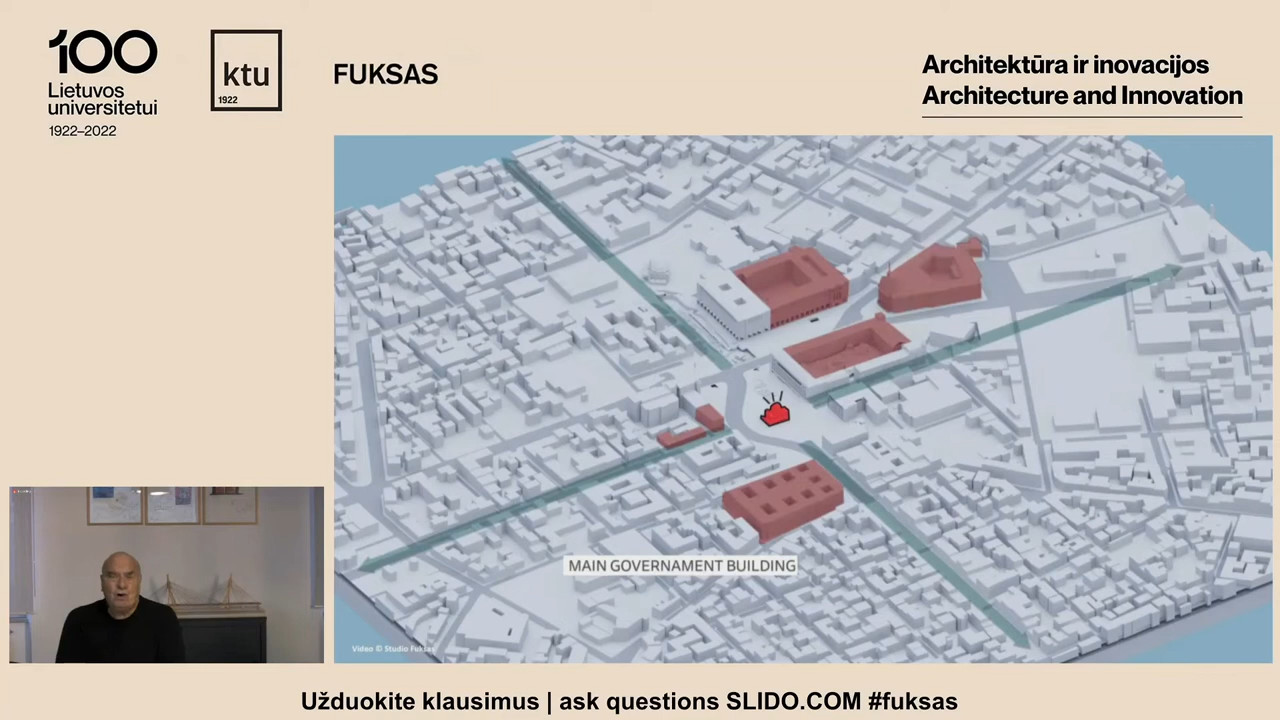 100
Lietuvos
universitetui
1922–2022
ktu
1922
FUKSAS
Architektūra ir inovacijos
Architecture and Innovation
MAIN GOVERNAMENT BUILDING
Video © Studio Fuksas
Užduokite klausimus | ask questions SLIDO.COM #fuksas